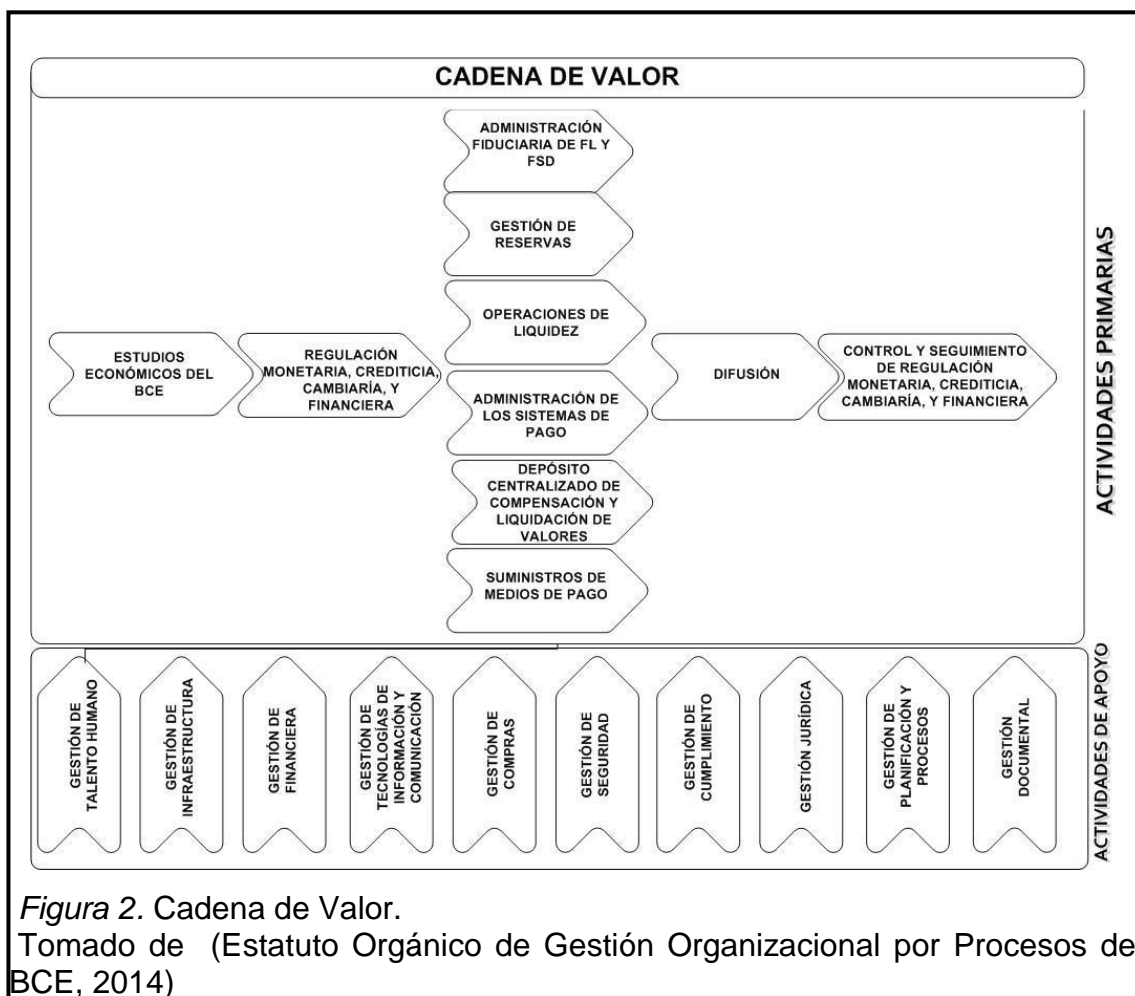 CADENA DE VALOR
ADMINISTRACIÓN
FIDUCIARIA DE FL Y
FSD
GESTIÓN DE
RESERVAS
OPERACIONES DE
LIQUIDEZ
ESTUDIOS
ECONÓMICOS DEL
BCE
REGULACIÓN
MONETARIA, CREDITICIA,
CAMBIARÍA, Y
FINANCIERA
ADMINISTRACIÓN DE
LOS SISTEMAS DE
PAGO
DIFUSIÓN
CONTROL Y SEGUIMIENTO
DE REGULACIÓN
MONETARIA, CREDITICIA,
CAMBIARÍA, Y FINANCIERA
DEPÓSITO
CENTRALIZADO DE
COMPENSACIÓN Y
LIQUIDACIÓN DE
VALORES
SUMINISTROS DE
MEDIOS DE PAGO
ACTIVIDADES PRIMARIAS
GESTIÓN DE
TALENTO HUMANO
GESTIÓN DE
INFRAESTRUCTURA
GESTIÓN DE
FINANCIERA
GESTIÓN DE
TECNOLOGÍAS DE
INFORMACIÓN Y
COMUNICACIÓN
GESTIÓN DE
COMPRAS
GESTIÓN DE
SEGURIDAD
GESTIÓN DE
CUMPLIMIENTO
GESTIÓN JURÍDICA
GESTIÓN DE
PLANIFICACIÓN Y
PROCESOS
GESTIÓN
DOCUMENTAL
ACTIVIDADES DE APOYO
Figura 2. Cadena de Valor.
Tomado de (Estatuto Orgánico de Gestión Organizacional por Procesos de
BCE, 2014)